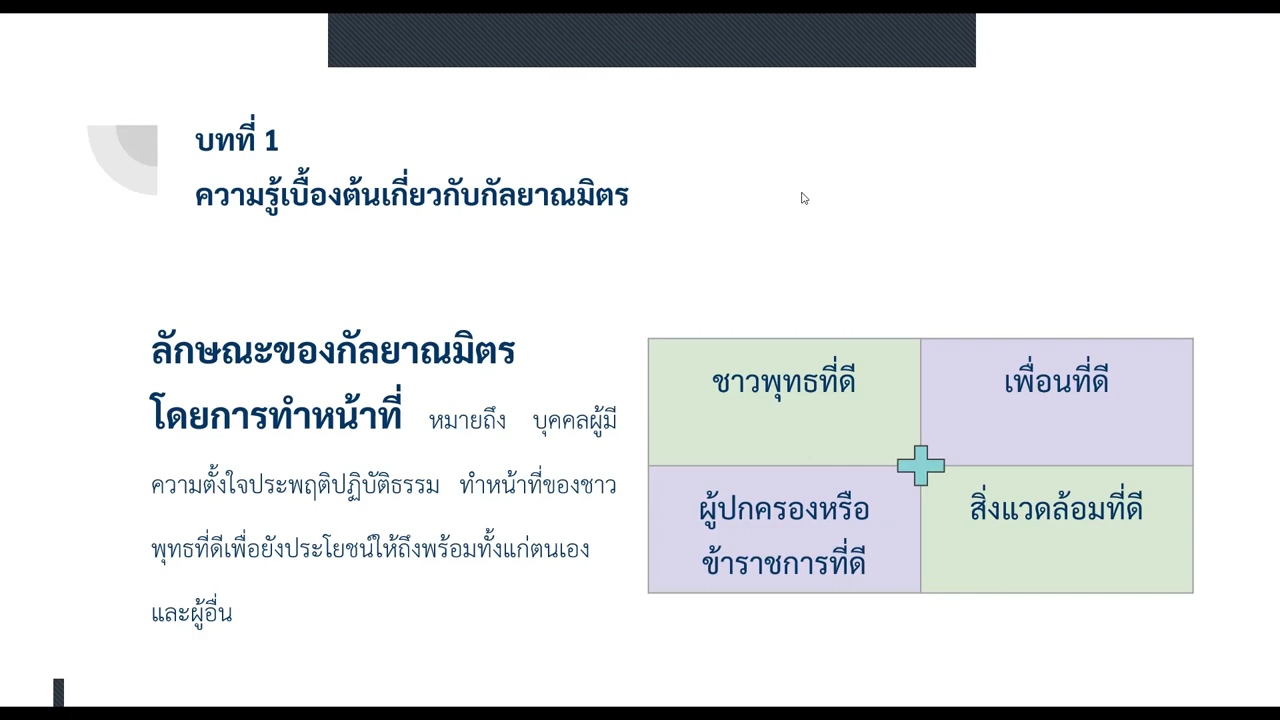 บทที่ 1
ความรู้เบื้องต้นเกี่ยวกับกัลยาณมิตร
ลักษณะของกัลยาณมิตร
โดยการทำหน้าที่ หมายถึง บุคคลผู้มี
ความตั้งใจประพฤติปฏิบัติธรรม ทำหน้าที่ของชาว
พุทธที่ดีเพื่อยังประโยชน์ให้ถึงพร้อมทั้งแก่ตนเอง
และผู้อื่น
ชาวพุทธที่ดี
เพื่อนที่ดี
ผู้ปกครองหรือ
ข้าราชการที่ดี
สิ่งแวดล้อมที่ดี